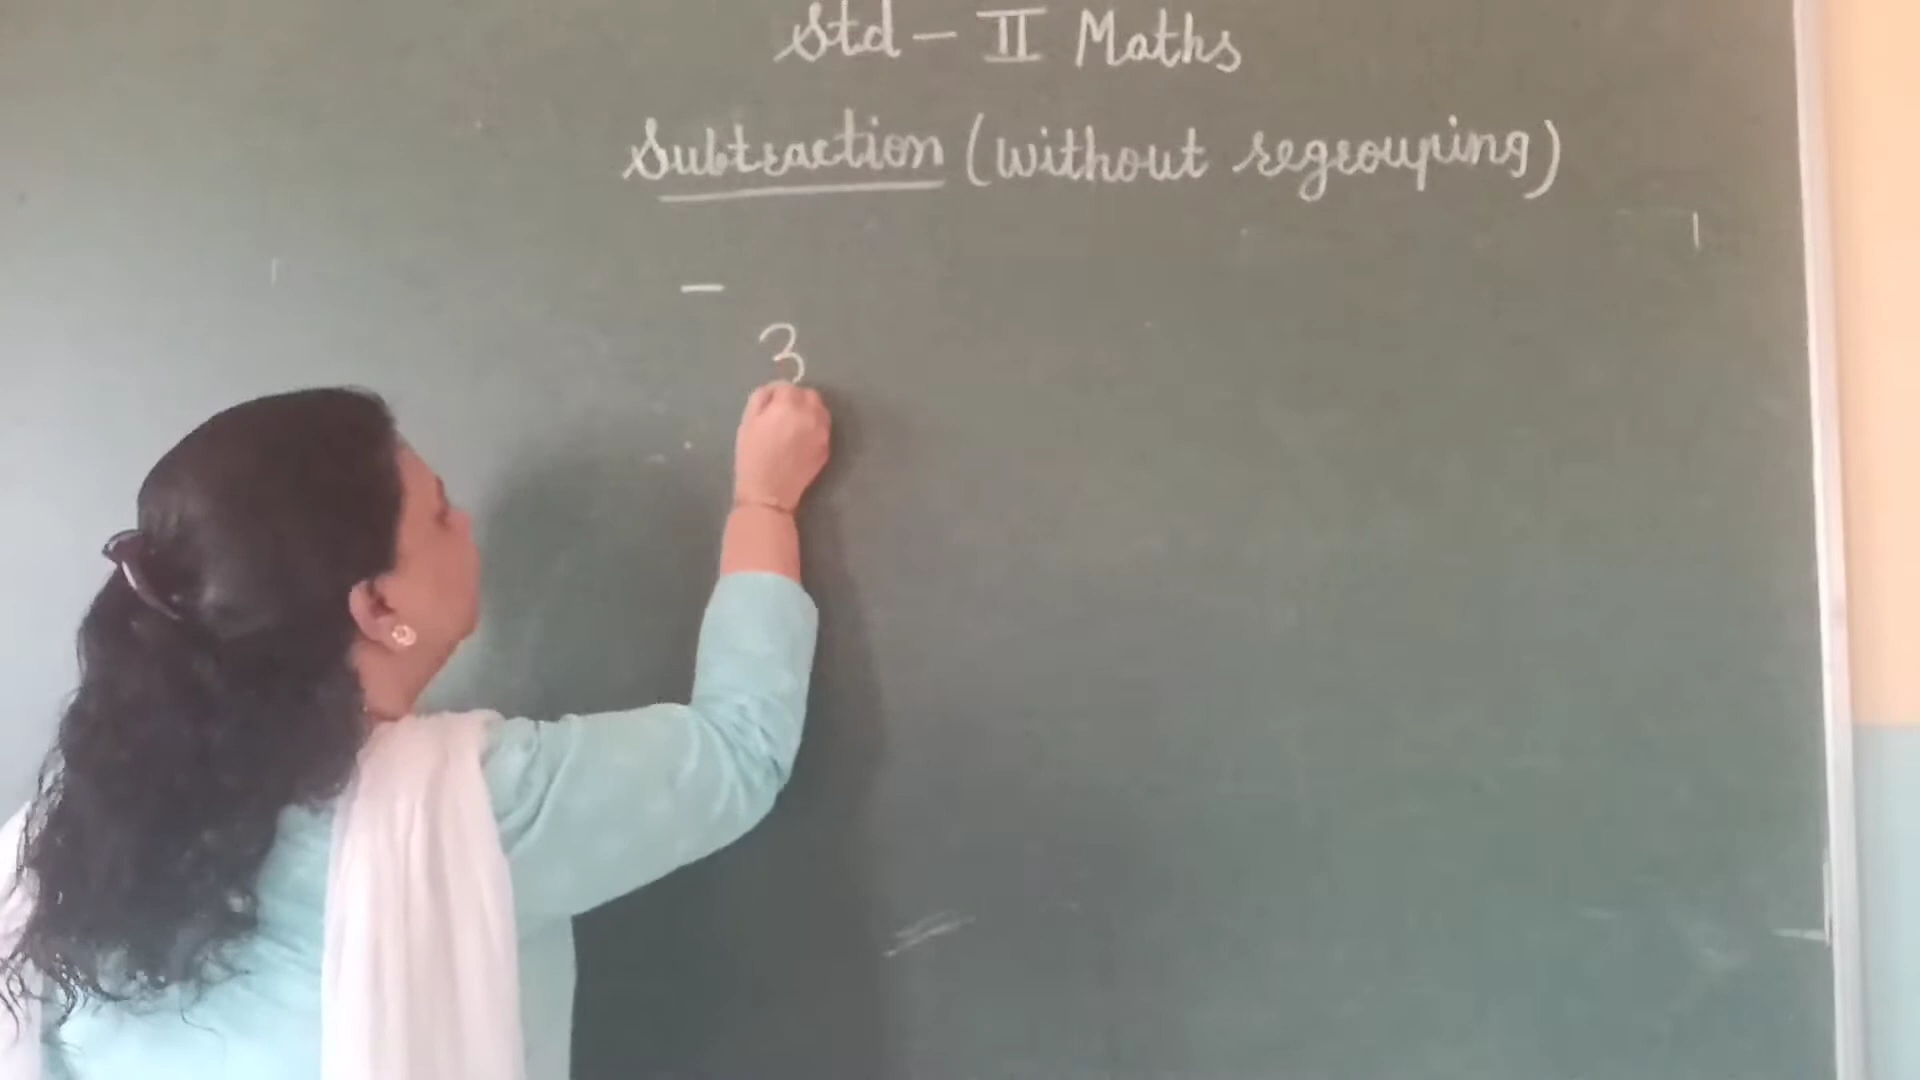 Std - II Maths
Subtraction (without regrouping)
-
3